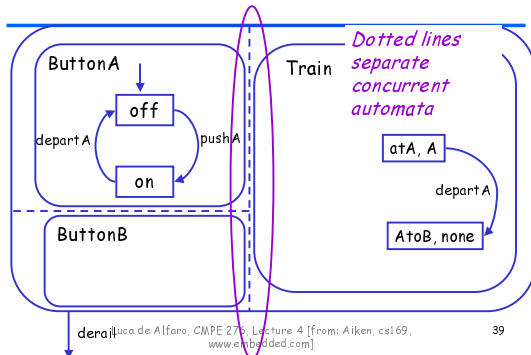 Dotted lines
separate
concurrent
automata
ButtonA
Train
off
departA
pushA
on
atA, A
departA
AtoB, none
ButtonB
derail
Luca de Alfaro, CMPE 276, Lecture 4 [from: Aiken, cs169,
www.embedded.com]
39